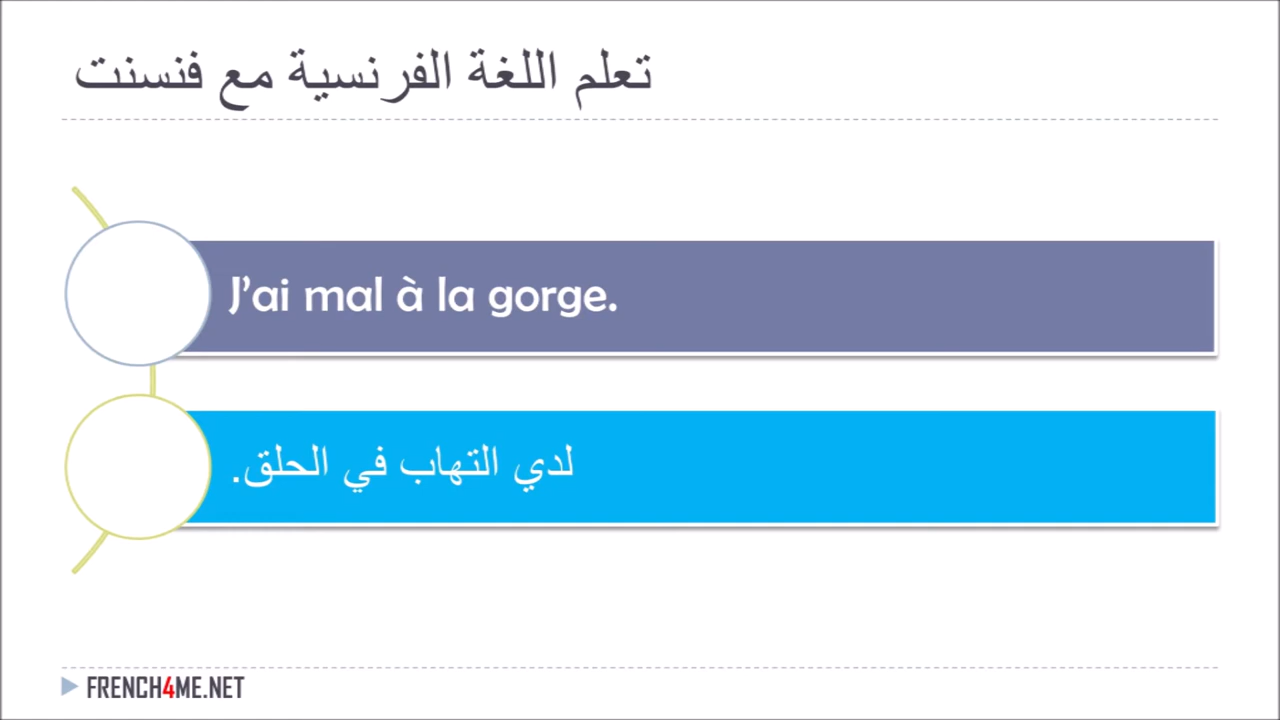 تعلم اللغة الفرنسية مع فنسنت
J’ai mal à la gorge.
لدي التهاب في الحلق.
FRENCH4ME.NET